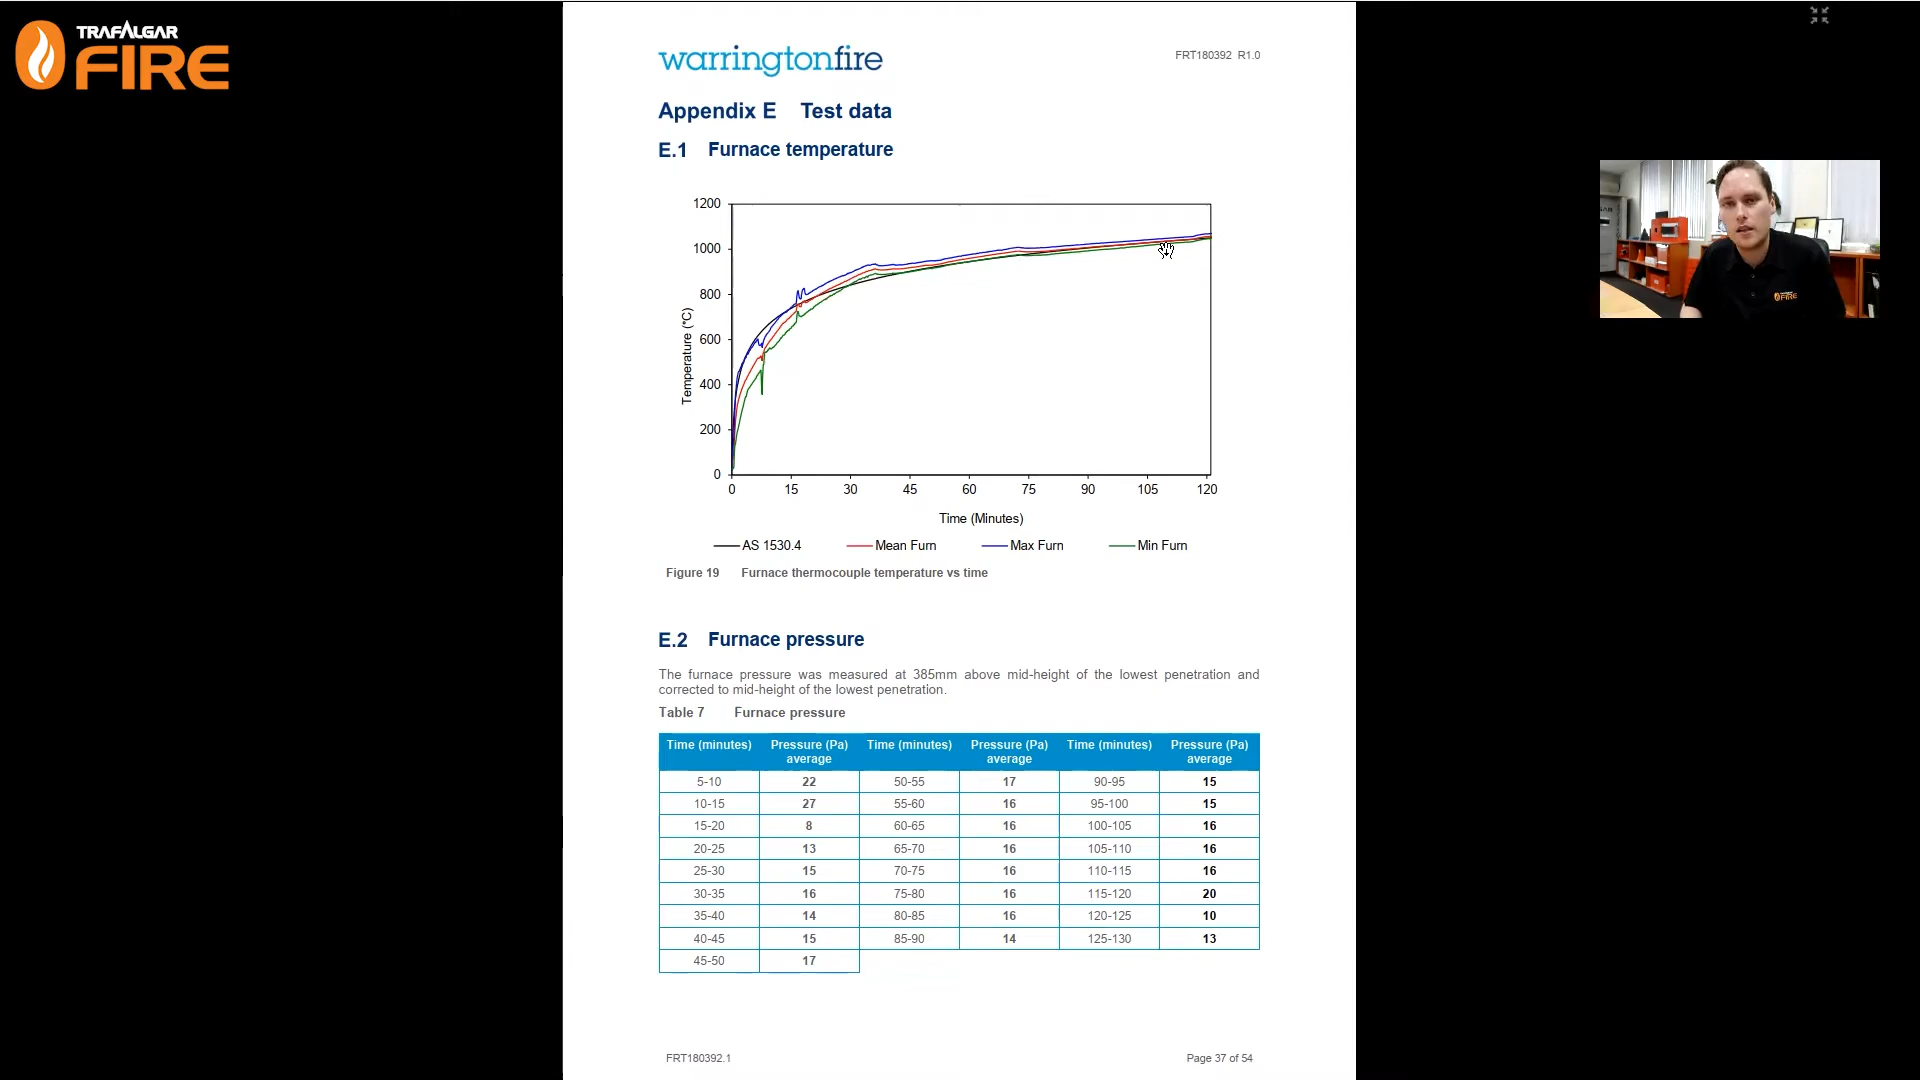 TRAFALGAR
FIRE
warringtonfire
FRT180392 R1.0
Appendix E Test data
E.1 Furnace temperature
1200
1000
800
600
400
200
0
Temperature (°C)
0 15 30 45 60 75 90 105 120
Time (Minutes)
AS 1530.4 Mean Furn Max Furn Min Furn
Figure 19 Furnace thermocouple temperature vs time
E.2 Furnace pressure
The furnace pressure was measured at 385mm above mid-height of the lowest penetration and
corrected to mid-height of the lowest penetration.
Table 7 Furnace pressure
Time (minutes) Pressure (Pa) average Time (minutes) Pressure (Pa) average Time (minutes) Pressure (Pa) average
5-10 22 50-55 17 90-95 15
10-15 27 55-60 16 95-100 15
15-20 8 60-65 16 100-105 16
20-25 13 65-70 16 105-110 16
25-30 15 70-75 16 110-115 16
30-35 16 75-80 16 115-120 20
35-40 14 80-85 16 120-125 10
40-45 15 85-90 14 125-130 13
45-50 17
FRT180392.1 Page 37 of 54
FIRE